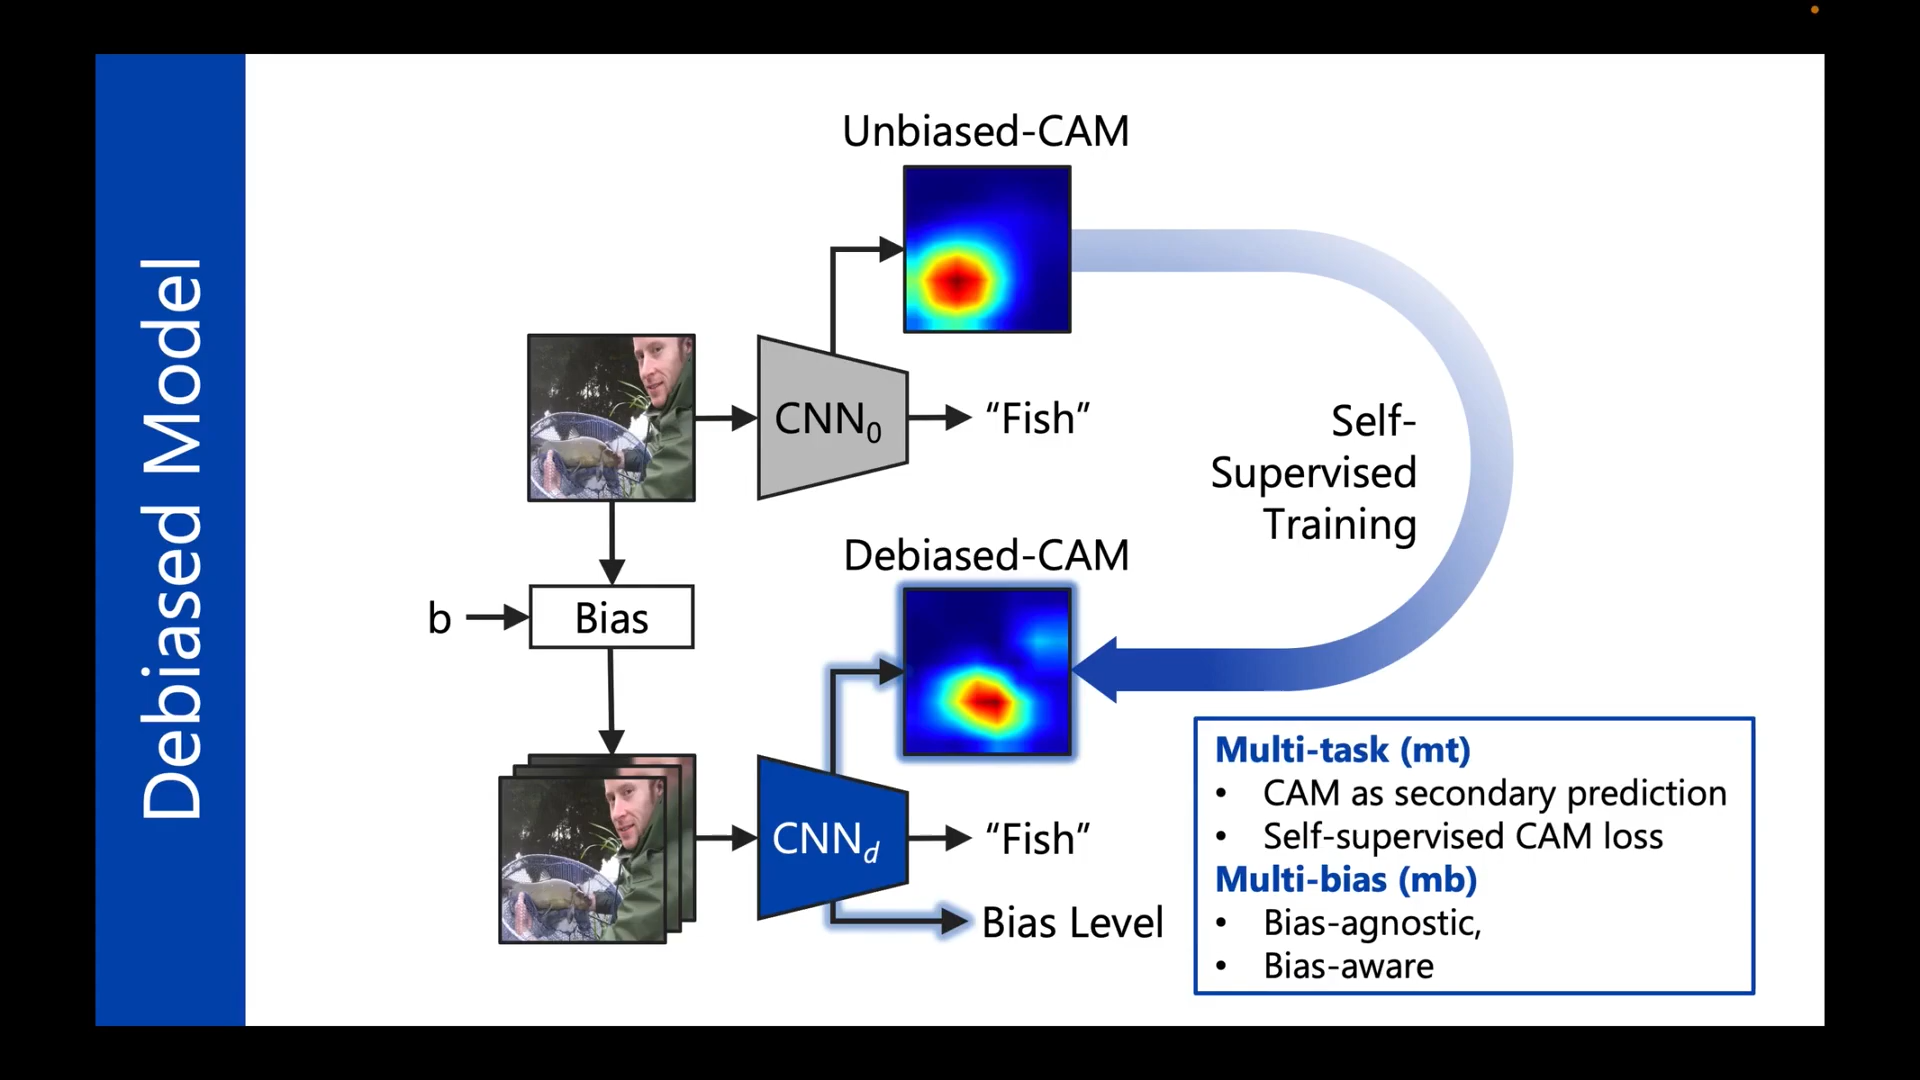 Debiased Model
Unbiased-CAM
CNN0
“Fish”
Self-
Supervised
Training
Debiased-CAM
b
Bias
CNNd
“Fish”
Bias Level
Multi-task (mt)
• CAM as secondary prediction
• Self-supervised CAM loss
Multi-bias (mb)
• Bias-agnostic,
• Bias-aware